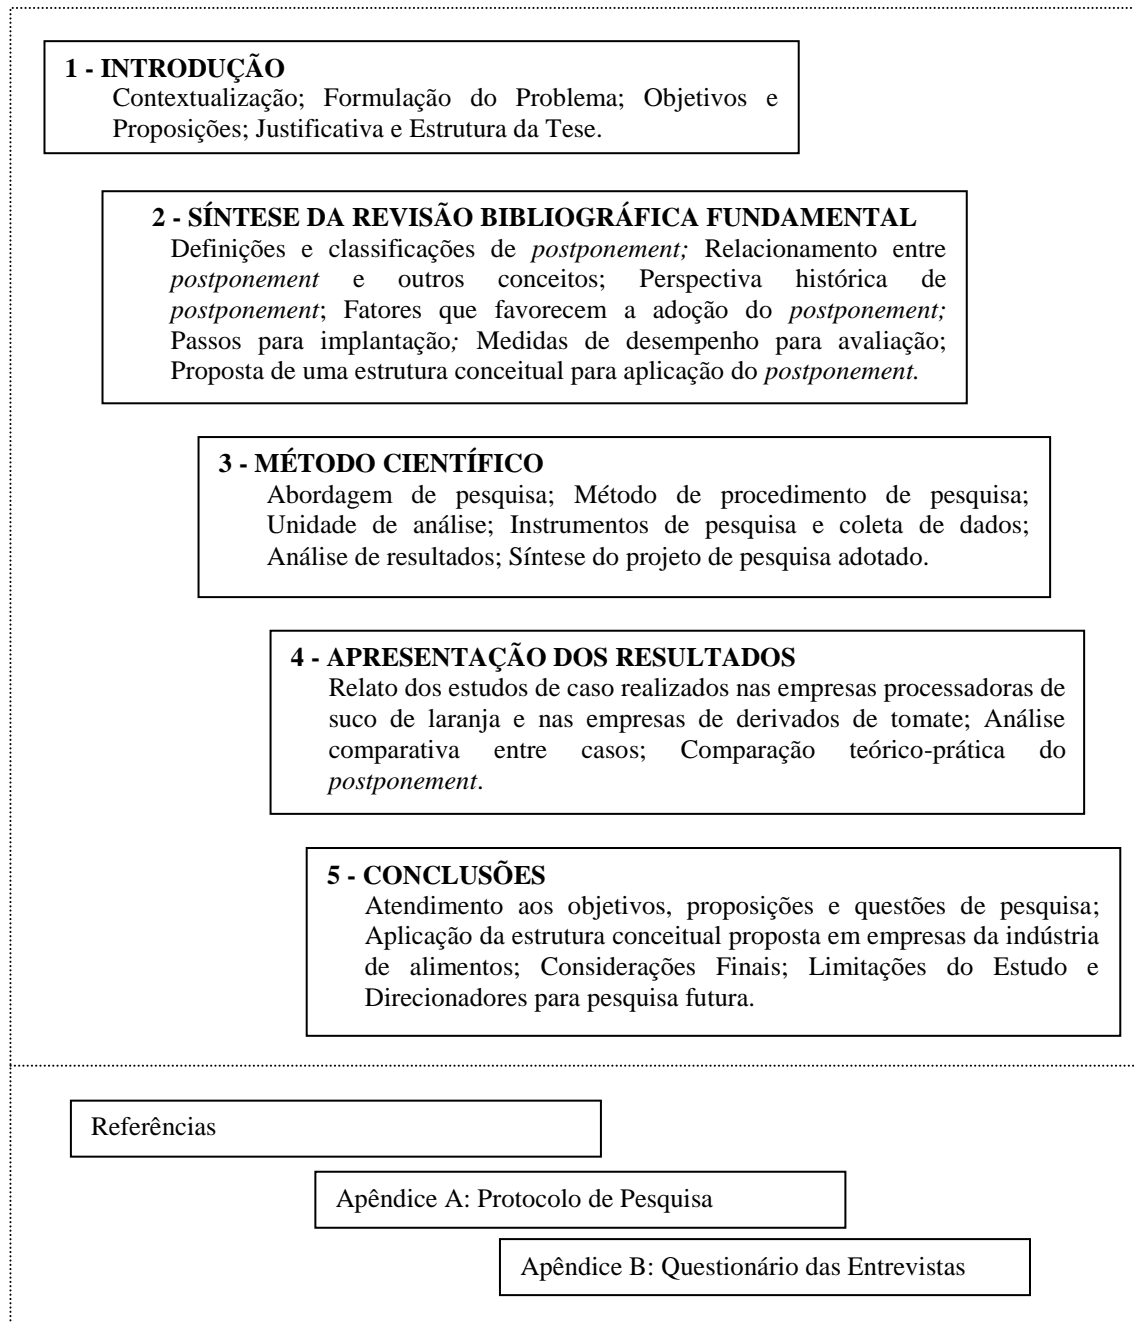 1 - INTRODUÇÃO
Contextualização; Formulação do Problema; Objetivos e
Proposições; Justificativa e Estrutura da Tese.
2 - SÍNTESE DA REVISÃO BIBLIOGRÁFICA FUNDAMENTAL
Definições e classificações de postponement; Relacionamento entre
postponement e outros conceitos; Perspectiva histórica de
postponement; Fatores que favorecem a adoção do postponement;
Passos para implantação; Medidas de desempenho para avaliação;
Proposta de uma estrutura conceitual para aplicação do postponement.
3 - MÉTODO CIENTÍFICO
Abordagem de pesquisa; Método de procedimento de pesquisa;
Unidade de análise; Instrumentos de pesquisa e coleta de dados;
Análise de resultados; Síntese do projeto de pesquisa adotado.
4 - APRESENTAÇÃO DOS RESULTADOS
Relato dos estudos de caso realizados nas empresas processadoras de
suco de laranja e nas empresas de derivados de tomate; Análise
comparativa entre casos; Comparação teórico-prática do
postponement.
5 - CONCLUSÕES
Atendimento aos objetivos, proposições e questões de pesquisa;
Aplicação da estrutura conceitual proposta em empresas da indústria
de alimentos; Considerações Finais; Limitações do Estudo e
Direcionadores para pesquisa futura.
Referências
Apêndice A: Protocolo de Pesquisa
Apêndice B: Questionário das Entrevistas